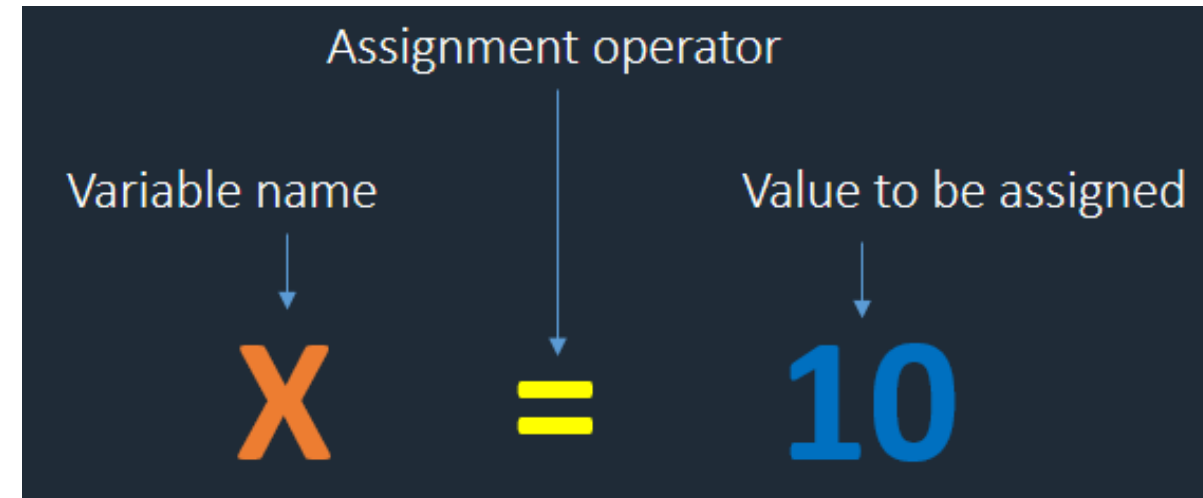 Assignment operator
Variable name
Value to be assigned
X = 10